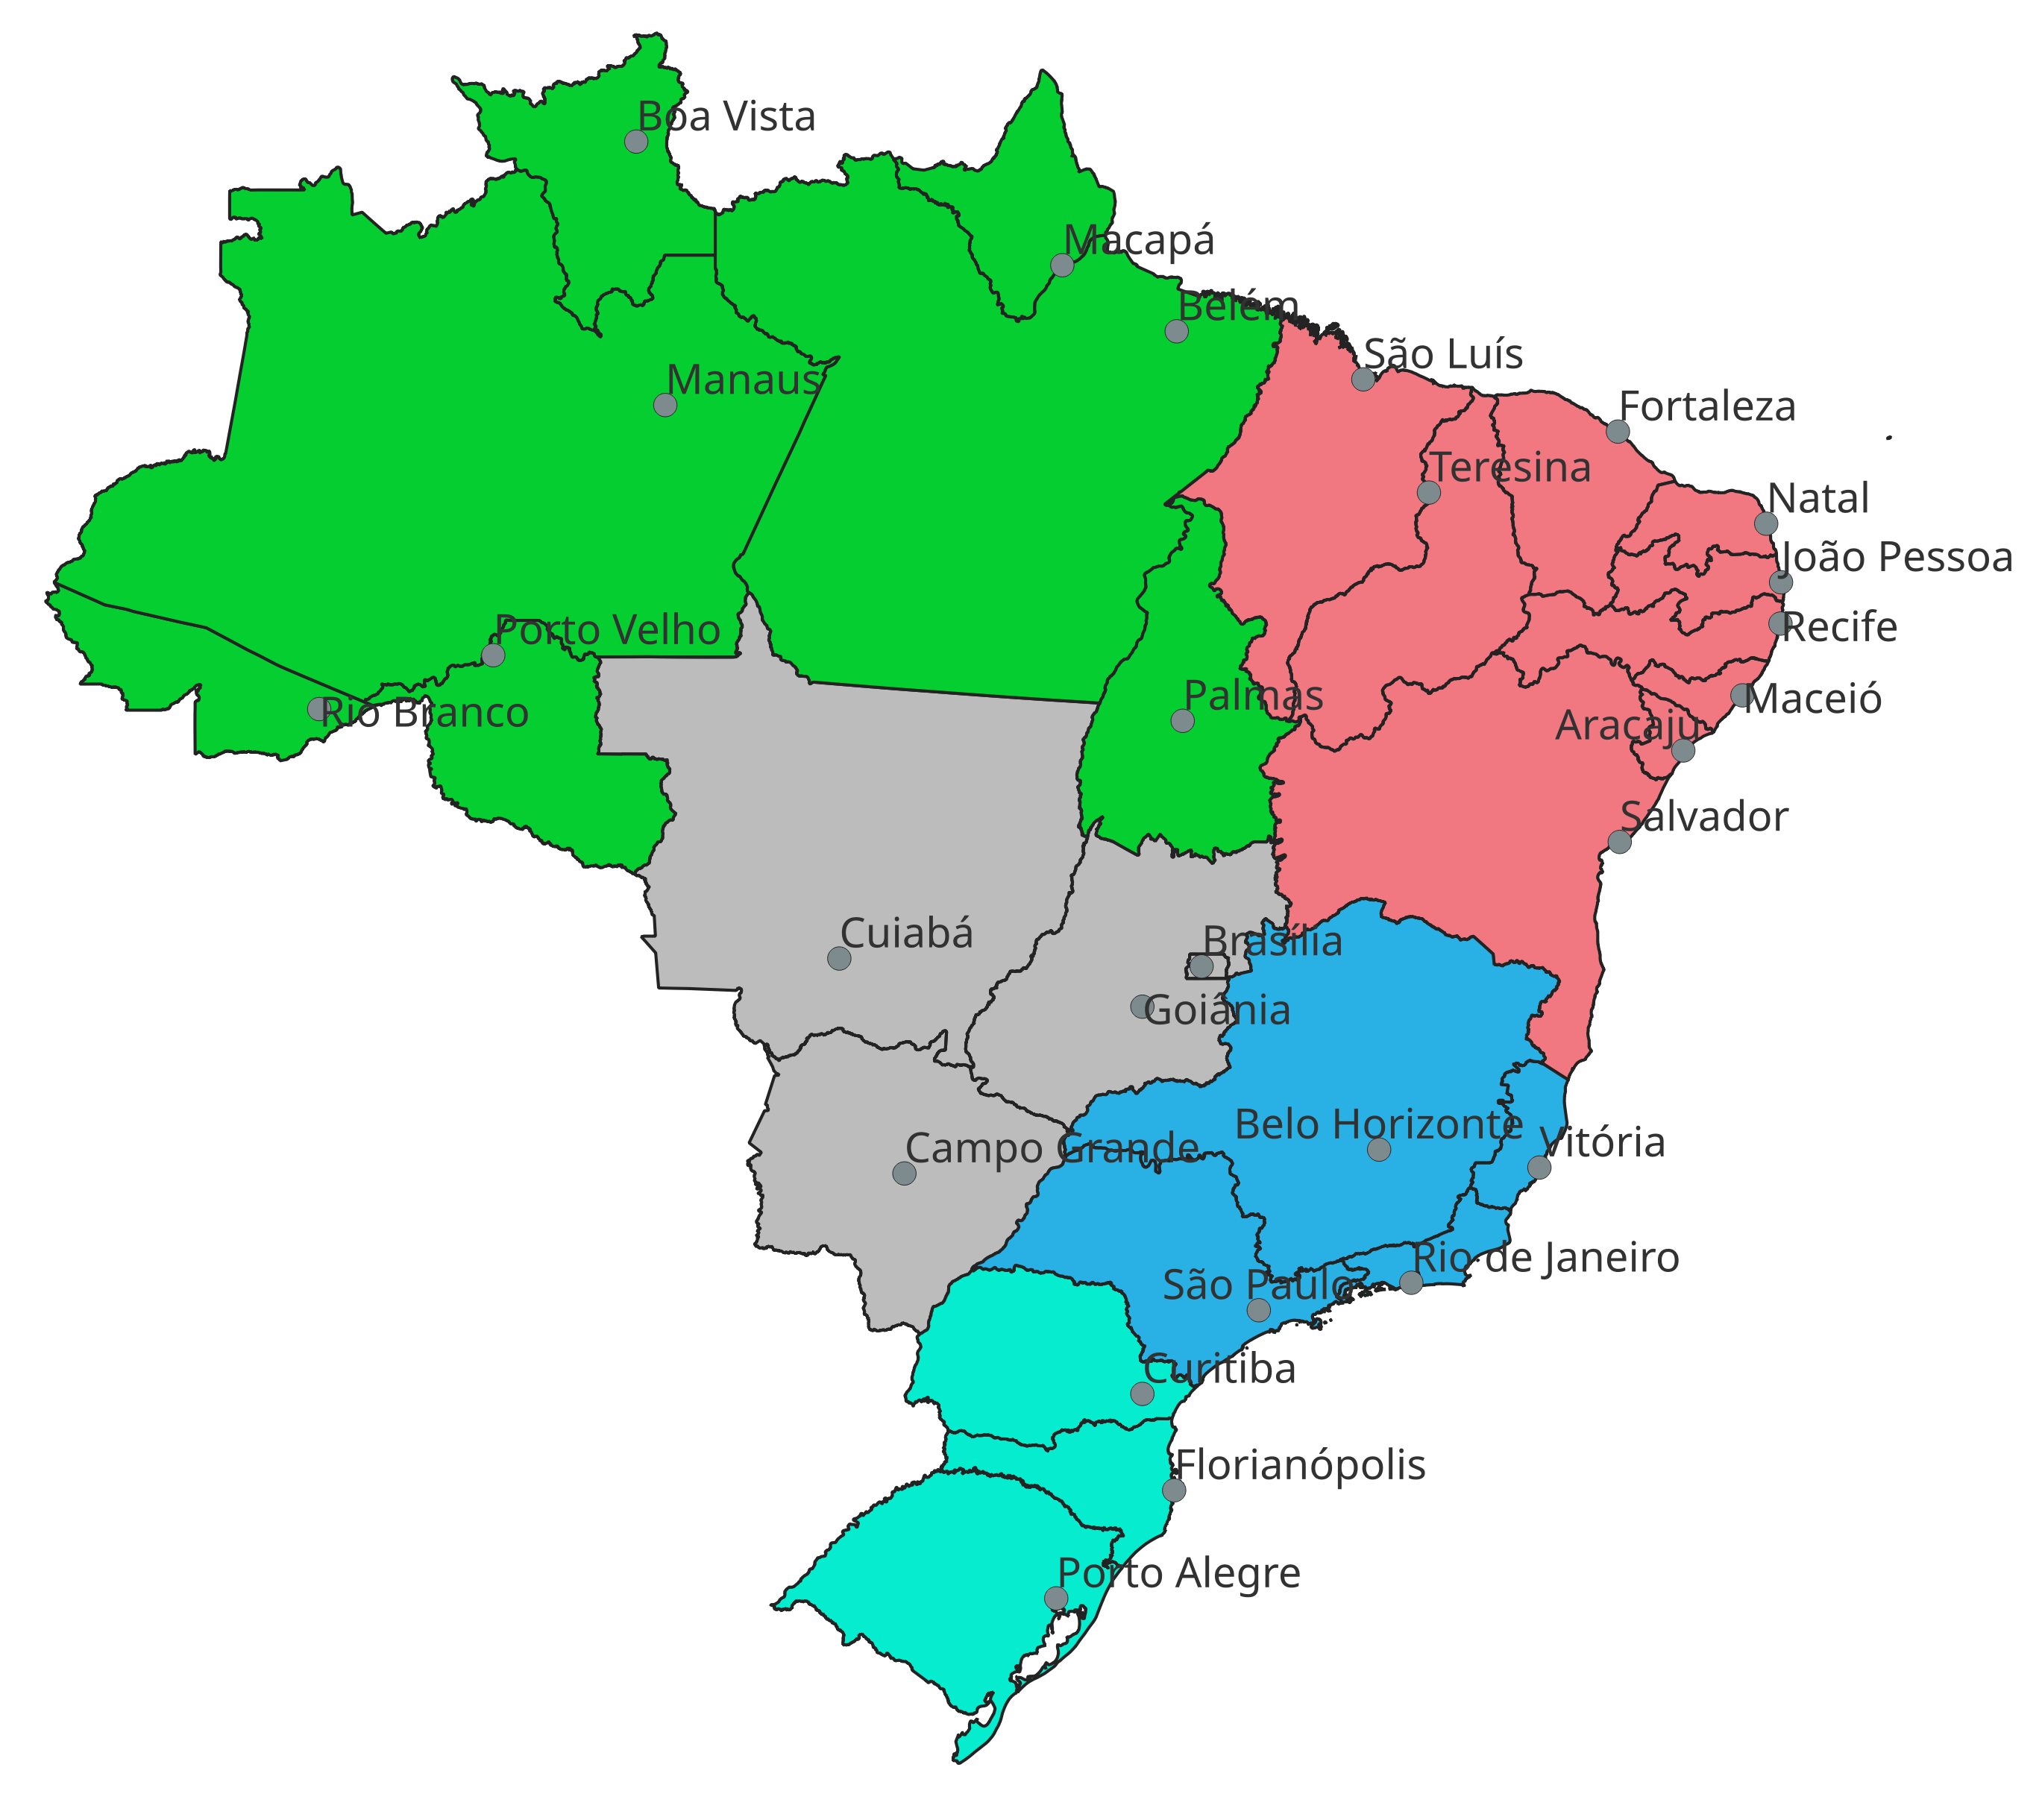 Boa Vista
Macapá
Belém
São Luís
Manaus
Fortaleza
Teresina
Natal
João Pessoa
Recife
Porto Velho
Palmas
Maceió
Rio Branco
Aracaju
Salvador
Cuiabá
Brasília
Goiánia
Belo Horizonte
Vitória
Campo Grande
Rio de Janeiro
São Paulo
Curitiba
Florianópolis
Porto Alegre